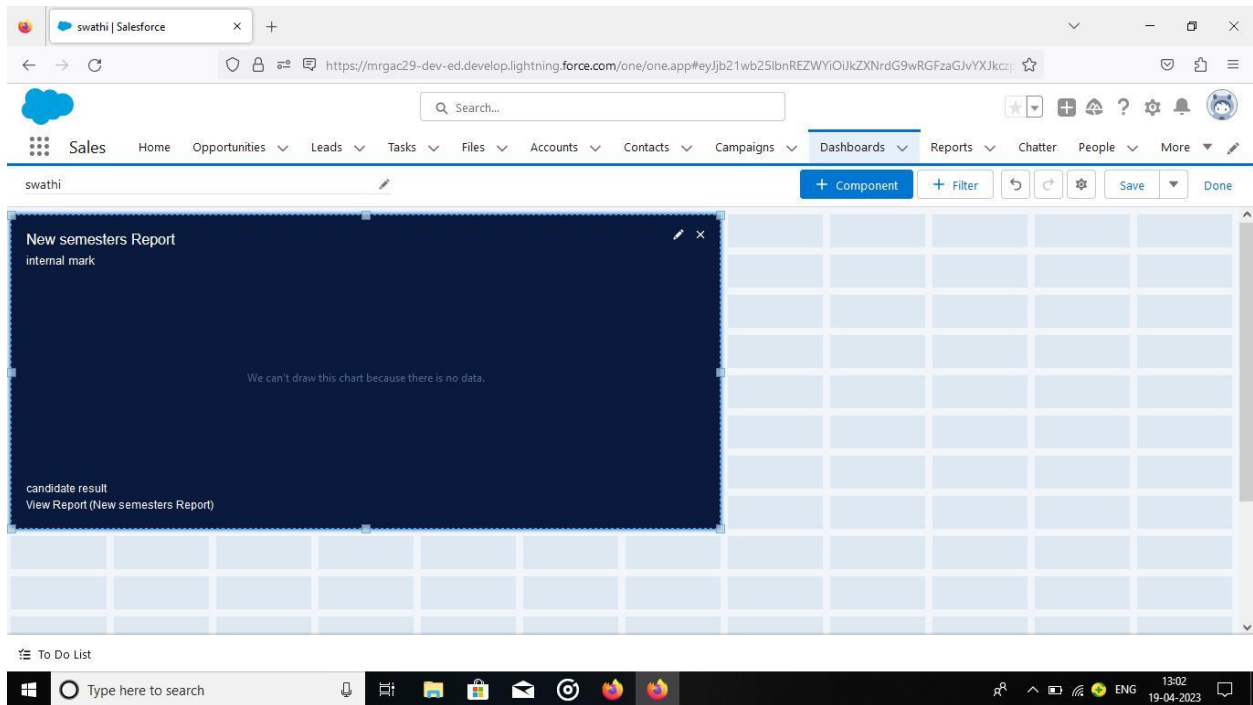 swathi | Salesforce
https://mrgac29-dev-ed.develop.lightning.force.com/one/one.app#eyJjb21wb25lbnREZWYiOiJkZXNrdG9wRGFzaGJvYXJkcz
Search...
Sales Home Opportunities Leads Tasks Files Accounts Contacts Campaigns Dashboards Reports Chatter People More
swathi + Component + Filter Save Done
New semesters Report
internal mark
We can't draw this chart because there is no data.
candidate result
View Report (New semesters Report)
To Do List
Type here to search ENG 13:02
19-04-2023